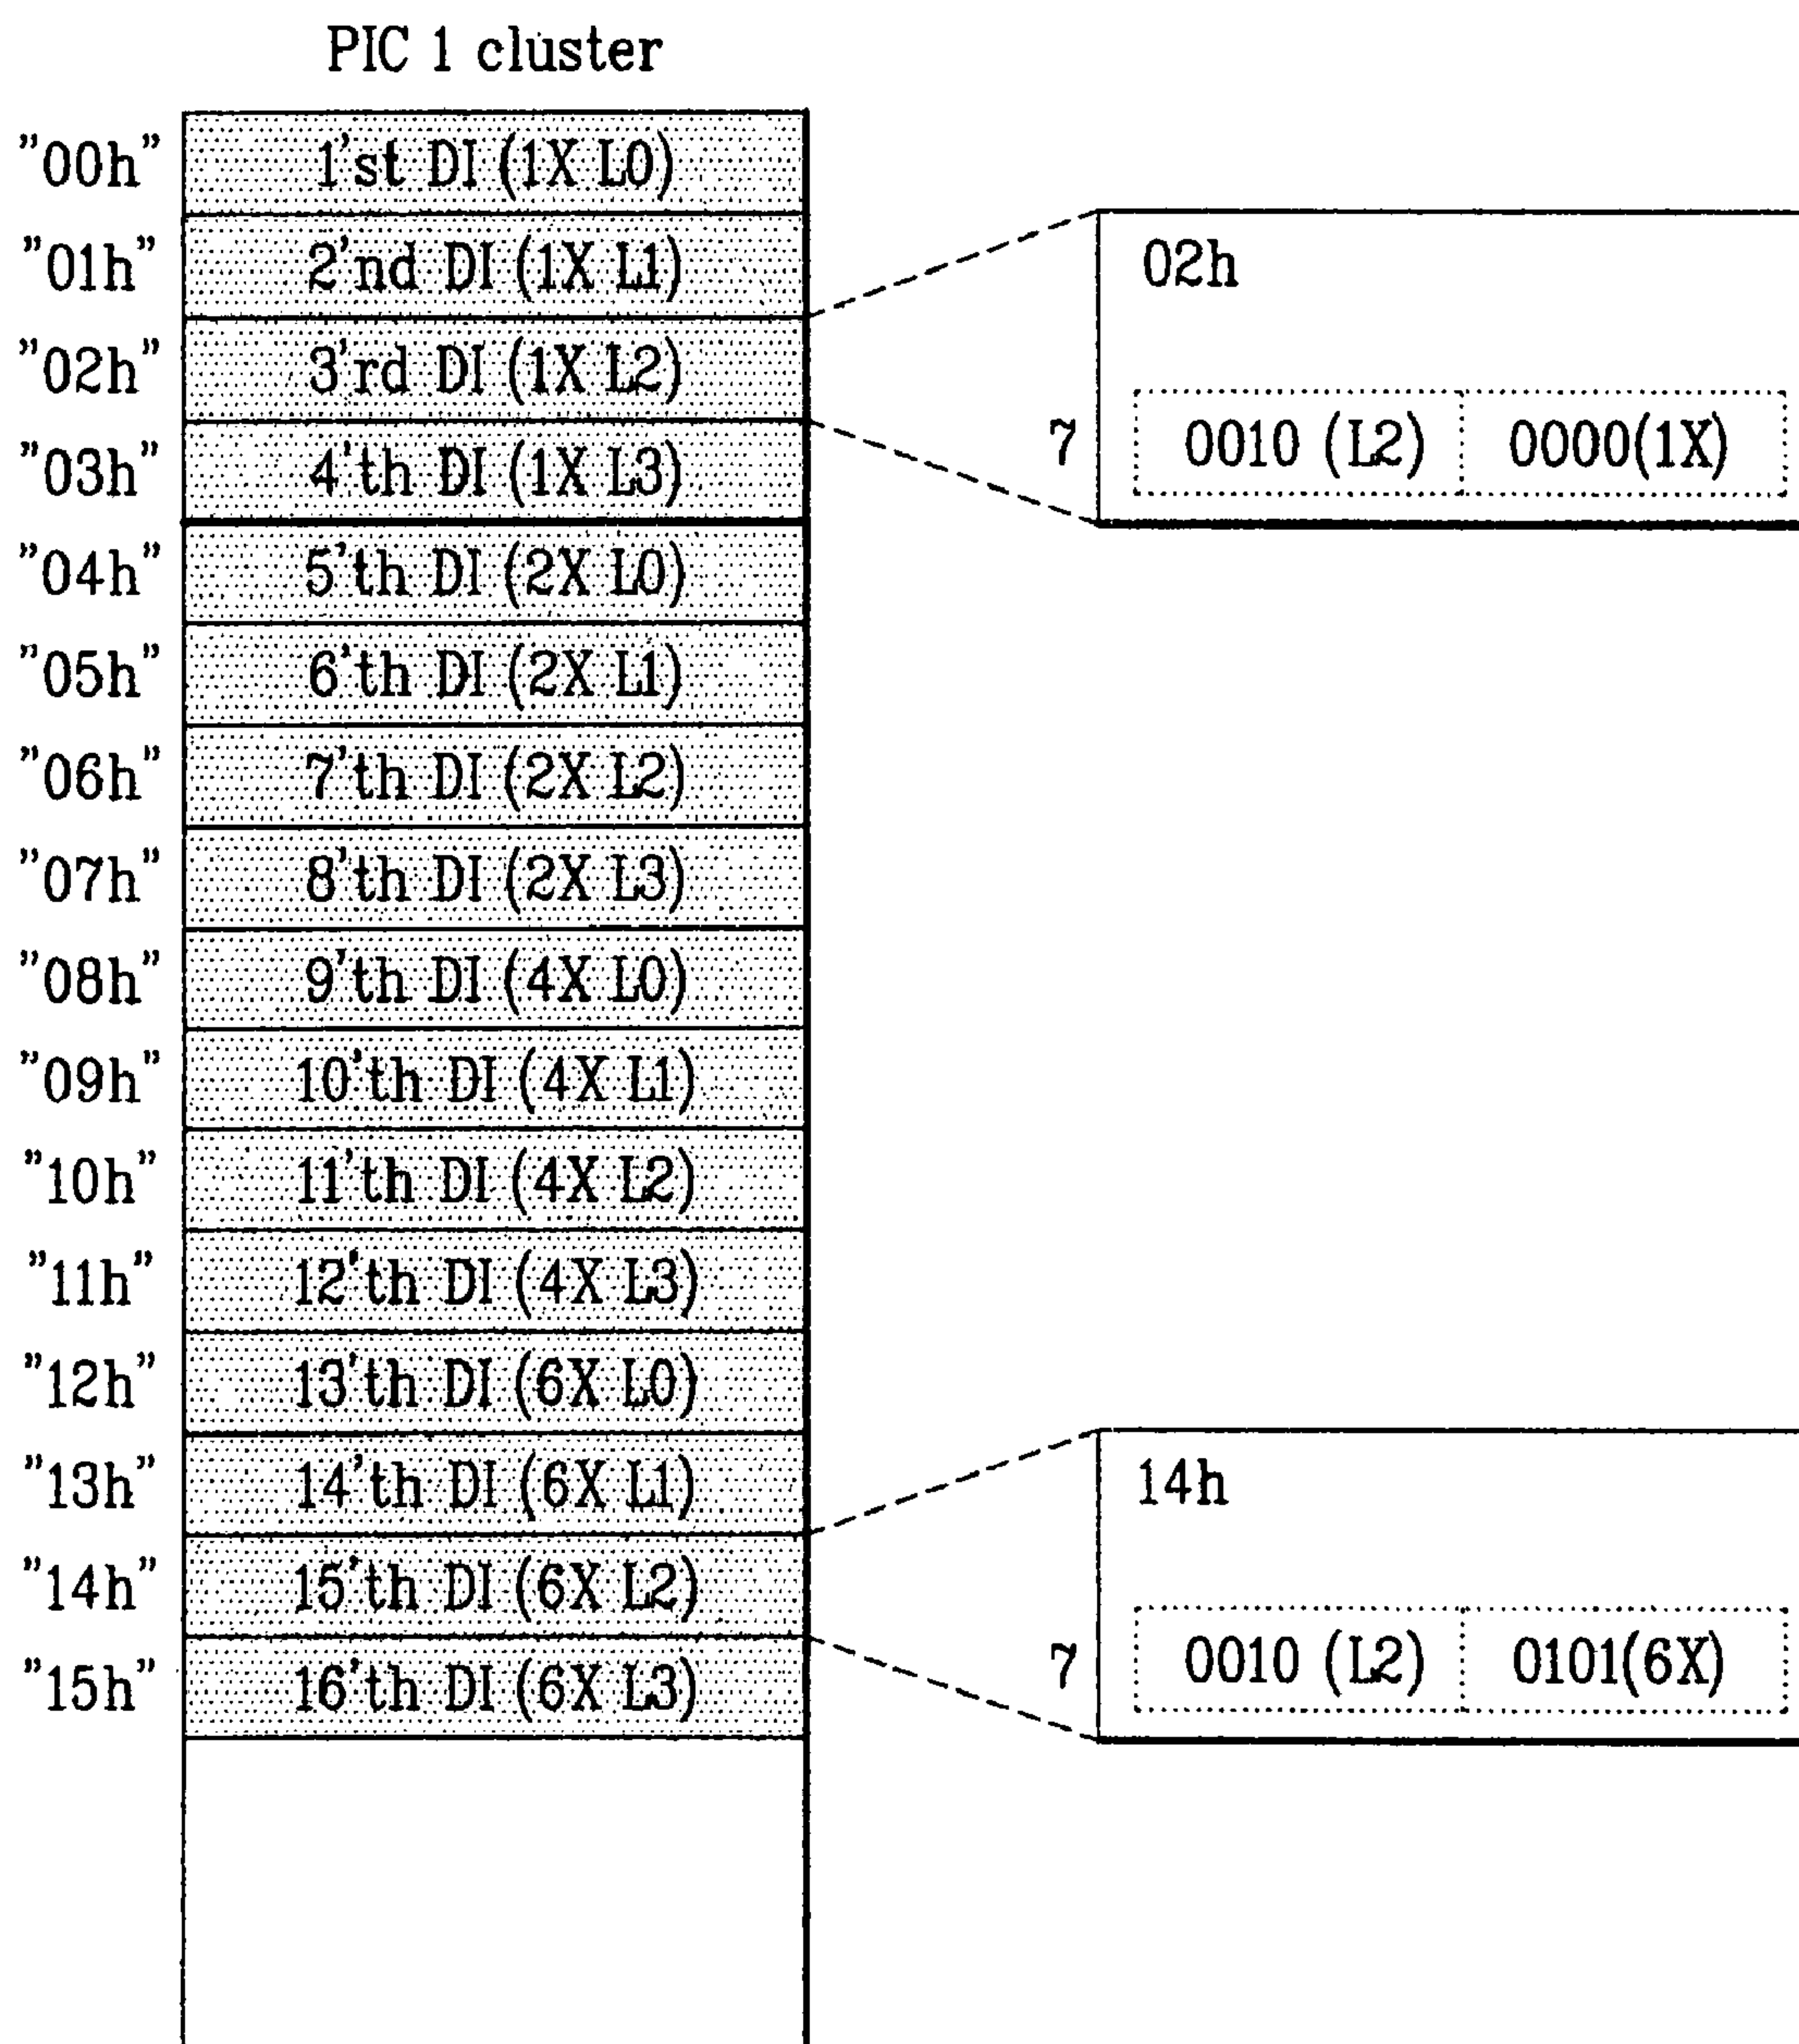 PIC 1 cluster
"00h" 1'st DI (1X L0)
"01h" 2'nd DI (1X L1)
"02h" 3'rd DI (1X L2)
"03h" 4'th DI (1X L3)
"04h" 5'th DI (2X L0)
"05h" 6'th DI (2X L1)
"06h" 7'th DI (2X L2)
"07h" 8'th DI (2X L3)
"08h" 9'th DI (4X L0)
"09h" 10'th DI (4X L1)
"10h" 11'th DI (4X L2)
"11h" 12'th DI (4X L3)
"12h" 13'th DI (6X L0)
"13h" 14'th DI (6X L1)
"14h" 15'th DI (6X L2)
"15h" 16'th DI (6X L3)
02h
7 0010 (L2) 0000(1X)
14h
7 0010 (L2) 0101(6X)